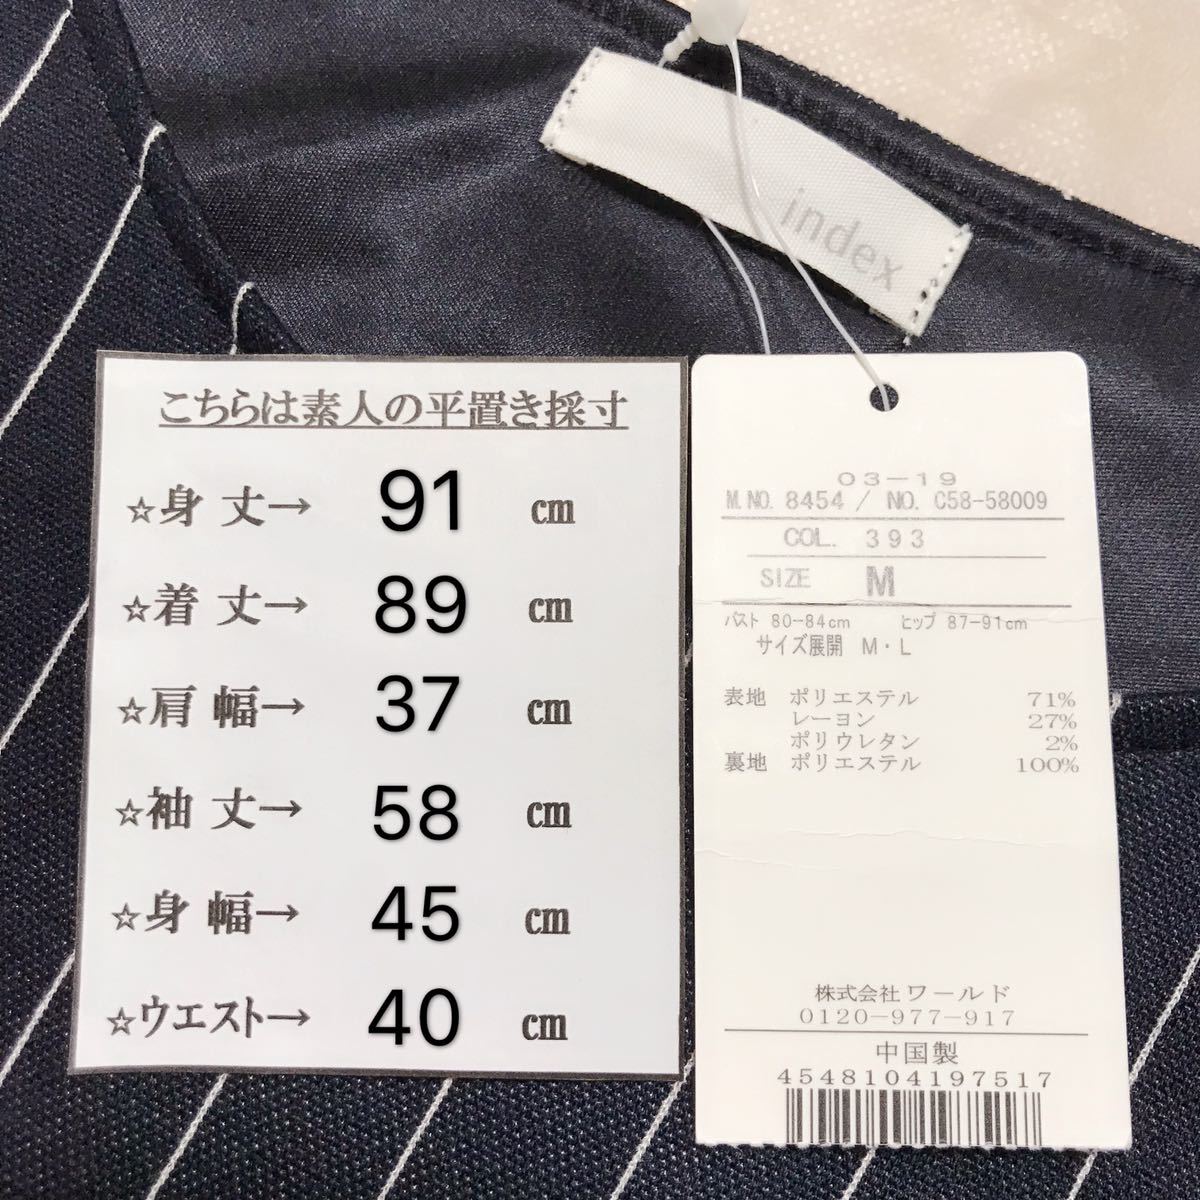 index
こちらは素人の平置き採寸
☆身 丈→ 91 ㎝
☆着 丈→ 89 ㎝
☆肩 幅→ 37 ㎝
☆袖 丈→ 58 ㎝
☆身 幅→ 45 ㎝
☆ウエスト→ 40 ㎝
03-19
M.NO. 8454 / NO. C58-58009
COL. 393
SIZE M
バスト 80-84cm ヒップ 87-91cm
サイズ展開 M・L
表地 ポリエステル 71%
レーヨン 27%
ポリウレタン 2%
裏地 ポリエステル 100%
株式会社ワールド
0120-977-917
中国製
4548104197517